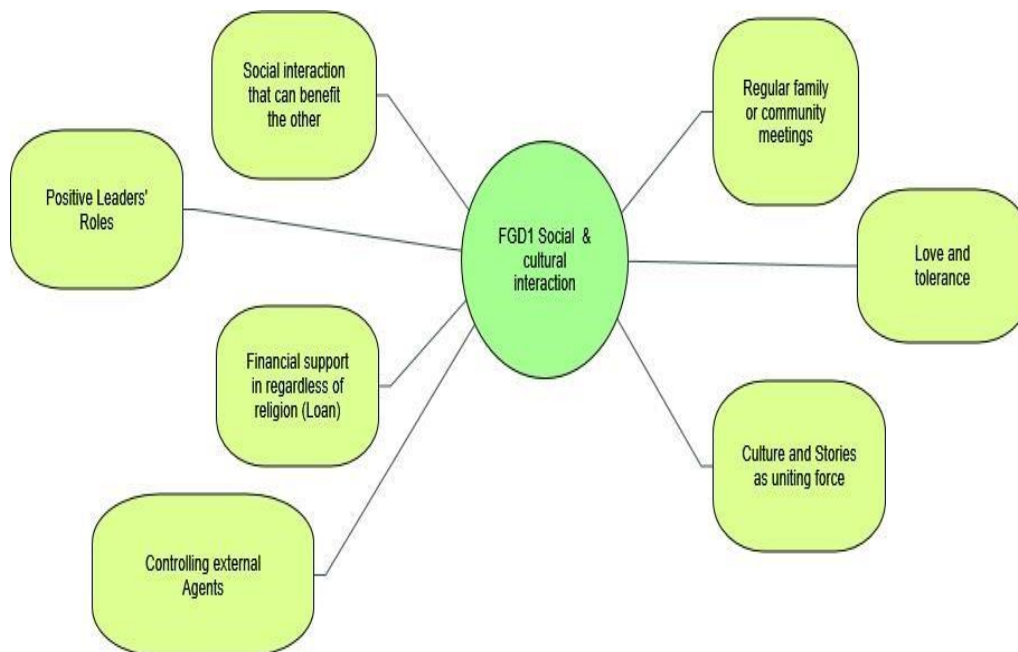 Social interaction
that can benefit
the other
Regular family
or community
meetings
Positive Leaders'
Roles
FGD1 Social &
cultural
interaction
Love and
tolerance
Financial support
in regardless of
religion (Loan)
Culture and Stories
as uniting force
Controlling external
Agents